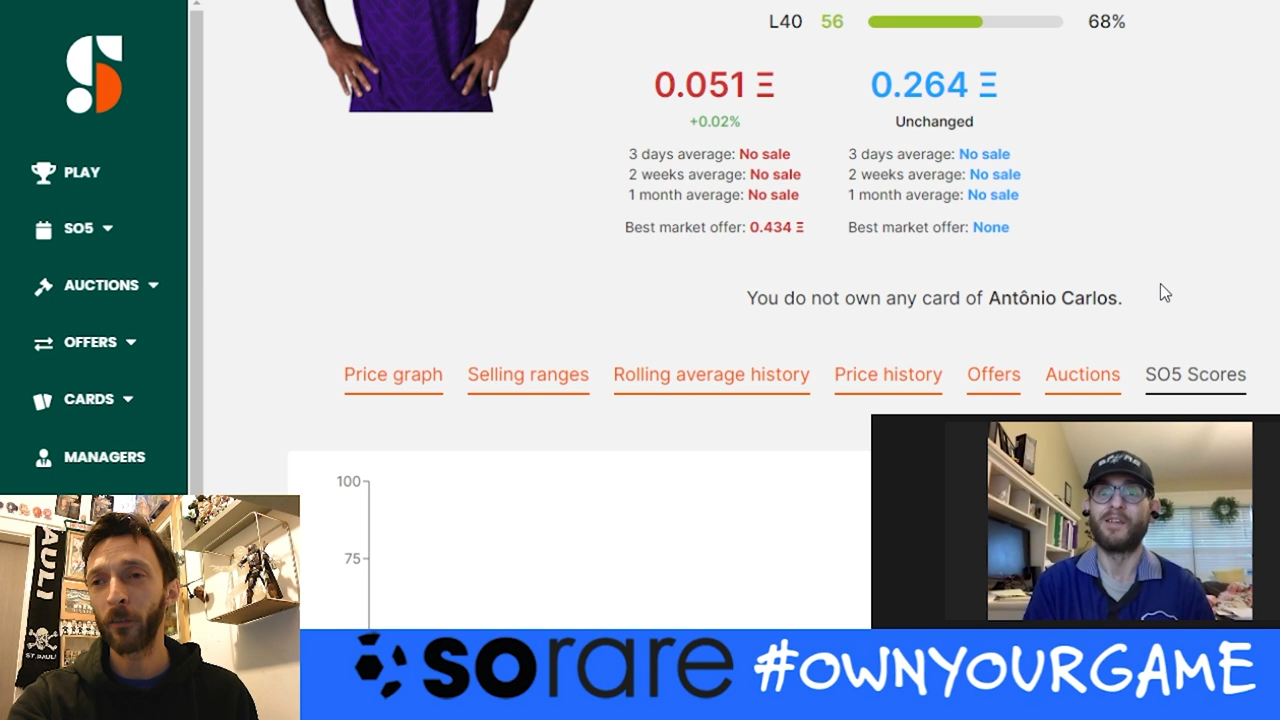 L40 56 68%
0.051 Ξ 0.264 Ξ
+0.02% Unchanged
3 days average: No sale 3 days average: No sale
2 weeks average: No sale 2 weeks average: No sale
1 month average: No sale 1 month average: No sale
Best market offer: 0.434 Ξ Best market offer: None
You do not own any card of Antônio Carlos.
PLAY
SO5
AUCTIONS
OFFERS
CARDS
MANAGERS
Price graph Selling ranges Rolling average history Price history Offers Auctions SO5 Scores
100
75
AULI
ST. PAULI
sorare #OWNYOURGAME